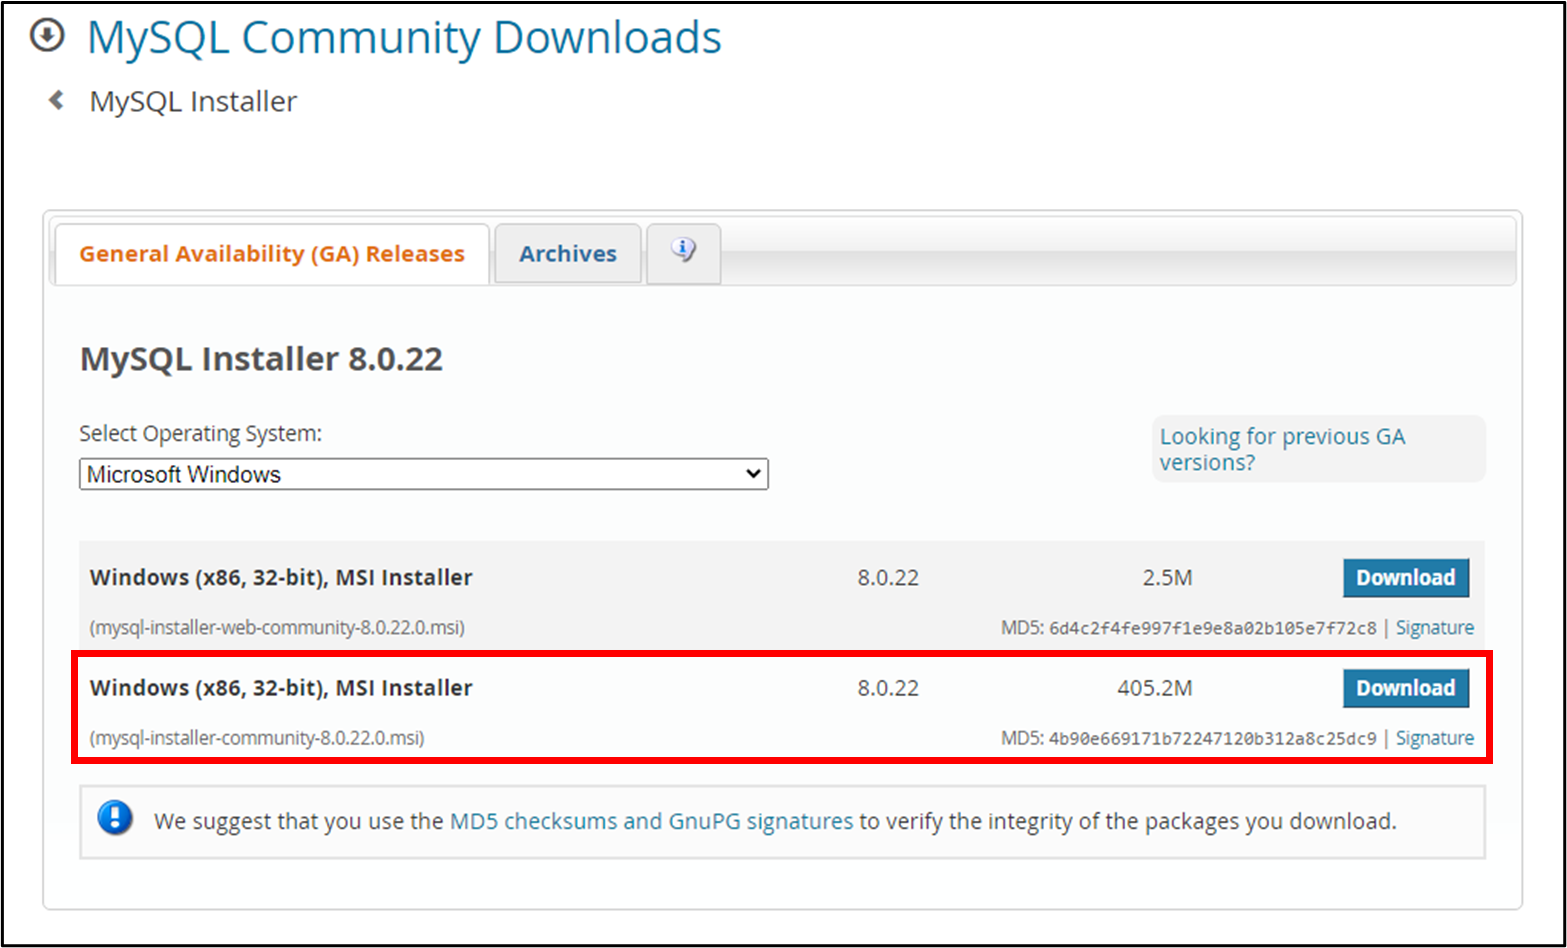 MySQL Community Downloads
MySQL Installer
General Availability (GA) Releases
Archives
MySQL Installer 8.0.22
Select Operating System:
Microsoft Windows
Looking for previous GA
versions?
Windows (x86, 32-bit), MSI Installer 8.0.22 2.5M Download
(mysql-installer-web-community-8.0.22.0.msi) MD5: 6d4c2f4fe997f1e9e8a02b105e7f72c8 | Signature
Windows (x86, 32-bit), MSI Installer 8.0.22 405.2M Download
(mysql-installer-community-8.0.22.0.msi) MD5: 4b90e669171b72247120b312a8c25dc9 | Signature
We suggest that you use the MD5 checksums and GnuPG signatures to verify the integrity of the packages you download.